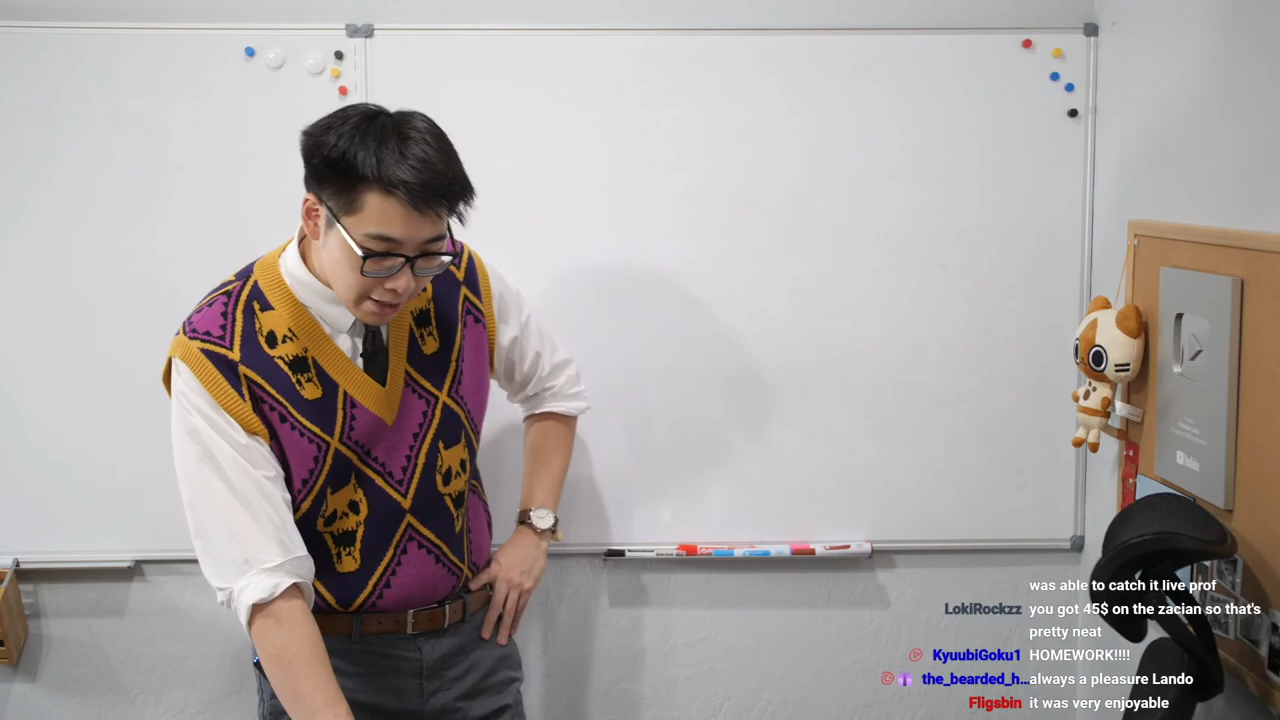 was able to catch it live prof
LokiRockzz you got 45$ on the zacian so that's
pretty neat
KyuubiGoku1 HOMEWORK!!!!
the_bearded_h... always a pleasure Lando
Fligsbin it was very enjoyable
YouTube